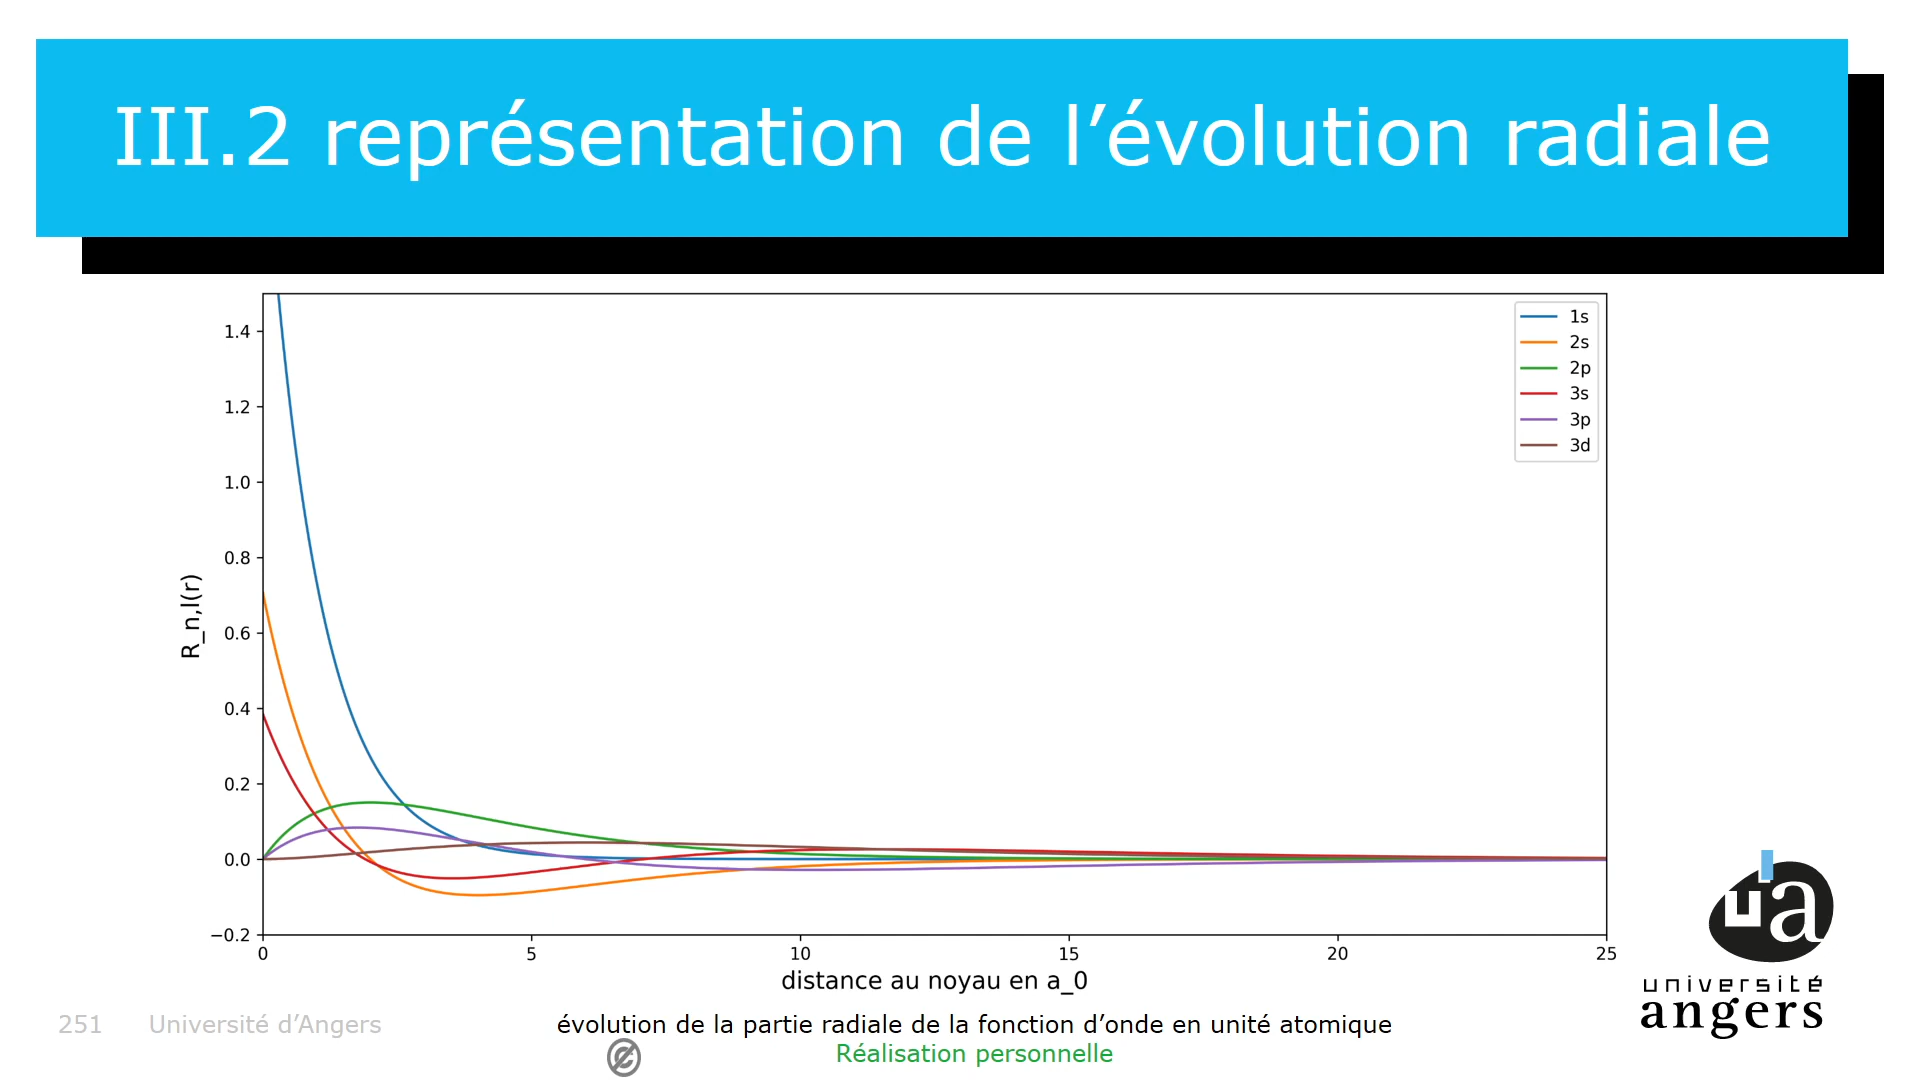 III.2 représentation de l’évolution radiale
1s
2s
2p
3s
3p
3d
1.4
1.2
1.0
0.8
0.6
0.4
0.2
0.0
−0.2
R_n,l(r)
0 5 10 15 20 25
distance au noyau en a_0
ua
université
angers
251 Université d’Angers
évolution de la partie radiale de la fonction d’onde en unité atomique
Réalisation personnelle